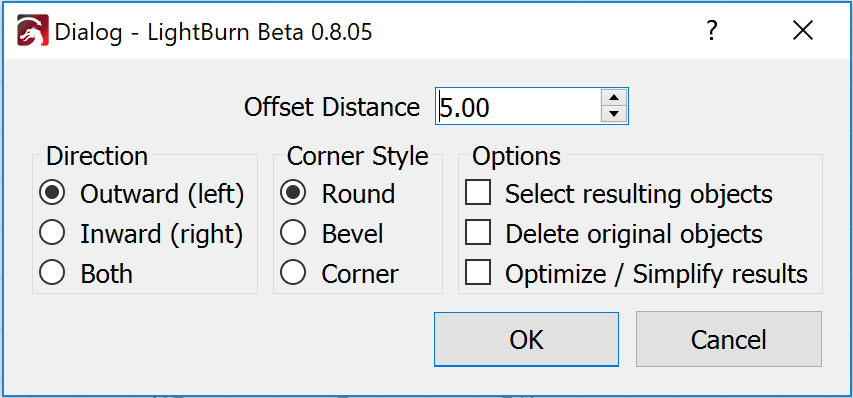 Dialog - LightBurn Beta 0.8.05
?
Offset Distance 5.00
Direction
Outward (left)
Inward (right)
Both
Corner Style
Round
Bevel
Corner
Options
Select resulting objects
Delete original objects
Optimize / Simplify results
OK
Cancel